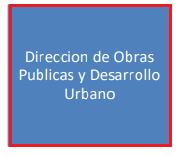 Direccion de Obras
Publicas y Desarrollo
Urbano